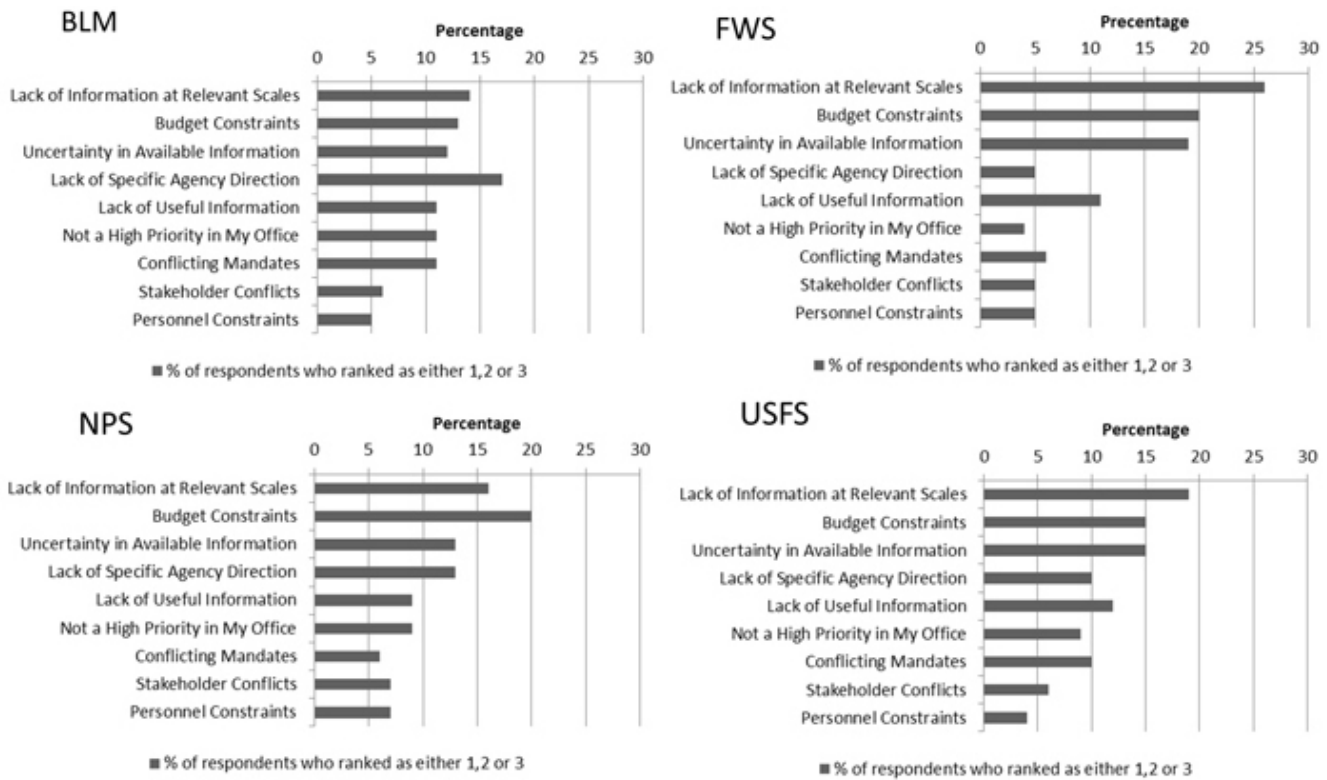 BLM
Percentage
0 5 10 15 20 25 30
Lack of Information at Relevant Scales
Budget Constraints
Uncertainty in Available Information
Lack of Specific Agency Direction
Lack of Useful Information
Not a High Priority in My Office
Conflicting Mandates
Stakeholder Conflicts
Personnel Constraints
% of respondents who ranked as either 1,2 or 3
FWS
Precentage
0 5 10 15 20 25 30
Lack of Information at Relevant Scales
Budget Constraints
Uncertainty in Available Information
Lack of Specific Agency Direction
Lack of Useful Information
Not a High Priority in My Office
Conflicting Mandates
Stakeholder Conflicts
Personnel Constraints
% of respondents who ranked as either 1,2 or 3
NPS
Percentage
0 5 10 15 20 25 30
Lack of Information at Relevant Scales
Budget Constraints
Uncertainty in Available Information
Lack of Specific Agency Direction
Lack of Useful Information
Not a High Priority in My Office
Conflicting Mandates
Stakeholder Conflicts
Personnel Constraints
% of respondents who ranked as either 1,2 or 3
USFS
Percentage
0 5 10 15 20 25 30
Lack of Information at Relevant Scales
Budget Constraints
Uncertainty in Available Information
Lack of Specific Agency Direction
Lack of Useful Information
Not a High Priority in My Office
Conflicting Mandates
Stakeholder Conflicts
Personnel Constraints
% of respondents who ranked as either 1,2 or 3